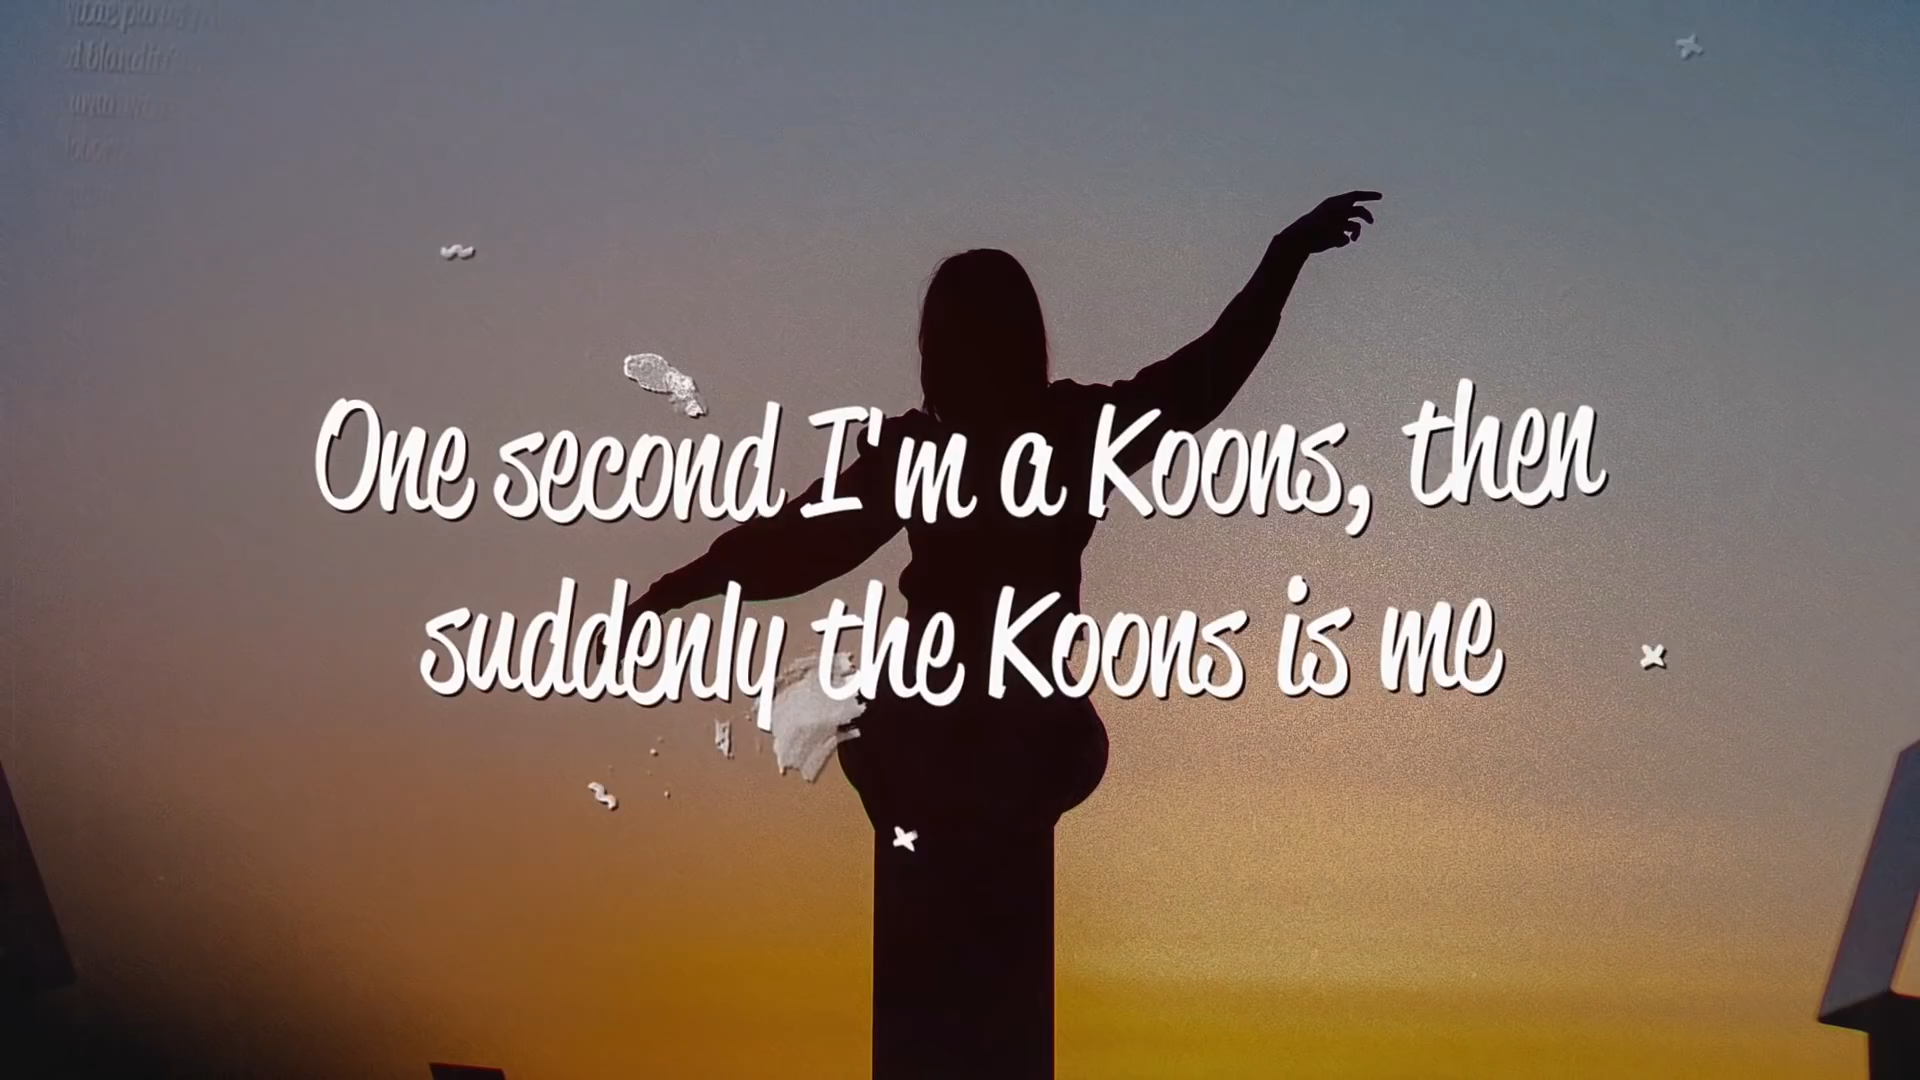 One second I'm a Koons, then
suddenly the Koons is me